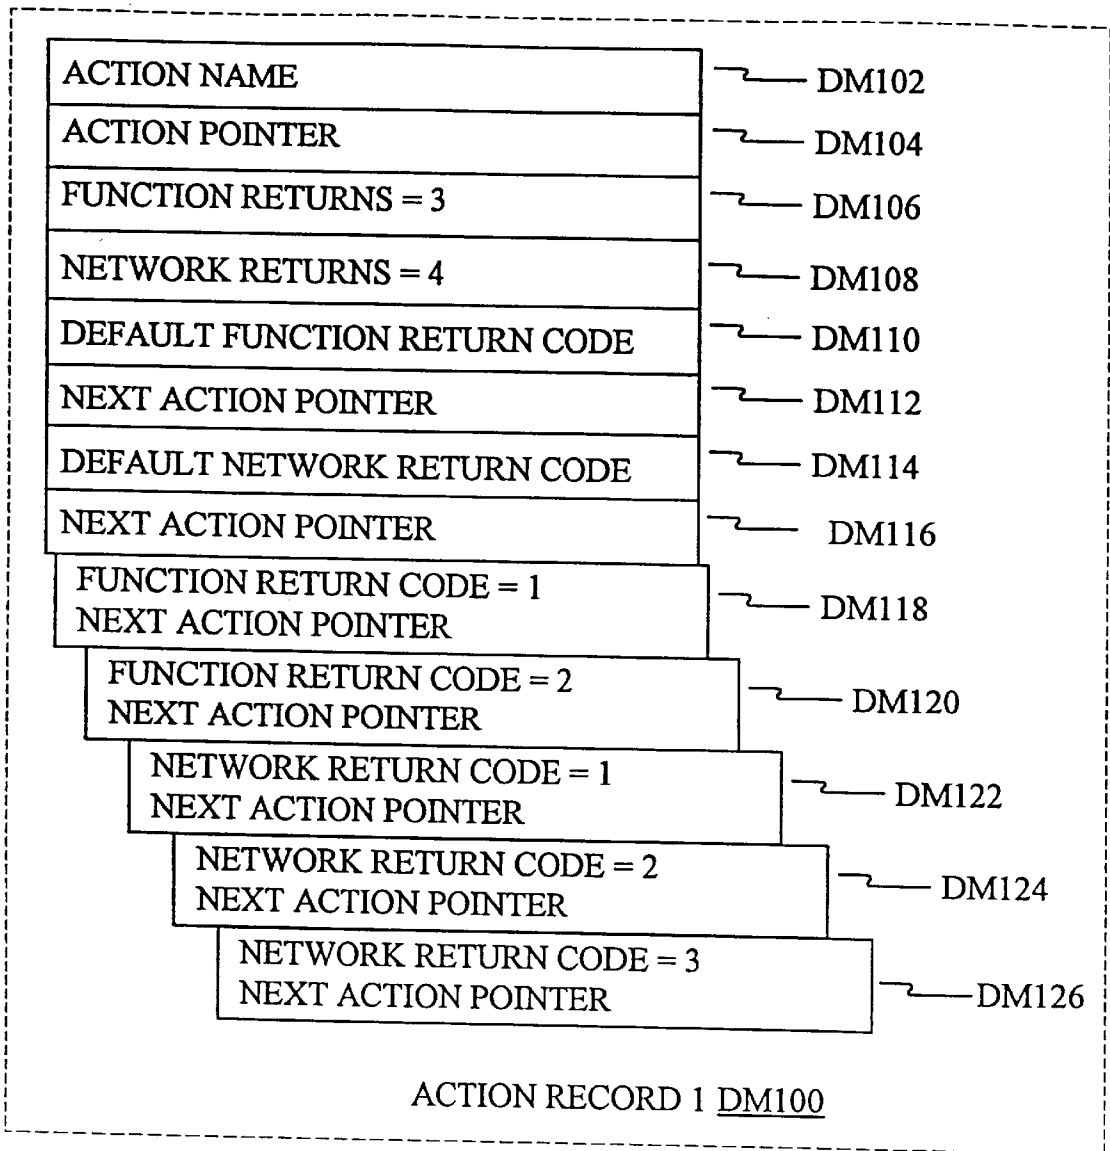 ACTION NAME DM102
ACTION POINTER DM104
FUNCTION RETURNS = 3 DM106
NETWORK RETURNS = 4 DM108
DEFAULT FUNCTION RETURN CODE DM110
NEXT ACTION POINTER DM112
DEFAULT NETWORK RETURN CODE DM114
NEXT ACTION POINTER DM116
FUNCTION RETURN CODE = 1 DM118
NEXT ACTION POINTER
FUNCTION RETURN CODE = 2 DM120
NEXT ACTION POINTER
NETWORK RETURN CODE = 1 DM122
NEXT ACTION POINTER
NETWORK RETURN CODE = 2 DM124
NEXT ACTION POINTER
NETWORK RETURN CODE = 3 DM126
NEXT ACTION POINTER
ACTION RECORD 1 DM100